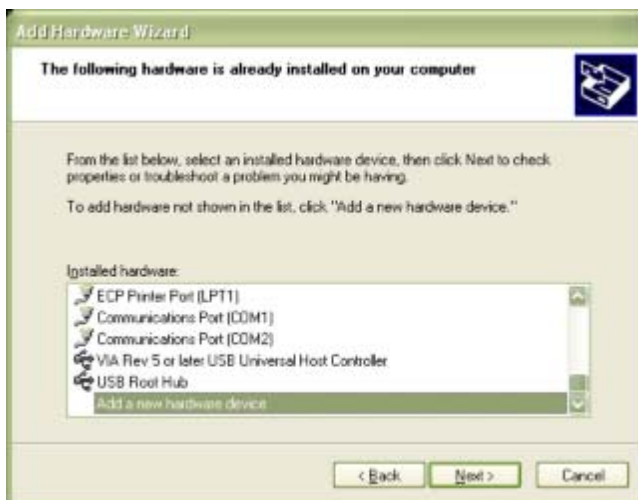 Add Hardware Wizard
The following hardware is already installed on your computer
From the list below, select an installed hardware device, then click Next to check
properties or troubleshoot a problem you might be having.
To add hardware not shown in the list, click "Add a new hardware device."
Installed hardware:
ECP Printer Port (LPT1)
Communications Port (COM1)
Communications Port (COM2)
VIA Rev 5 or later USB Universal Host Controller
USB Root Hub
Add a new hardware device
< Back Next > Cancel